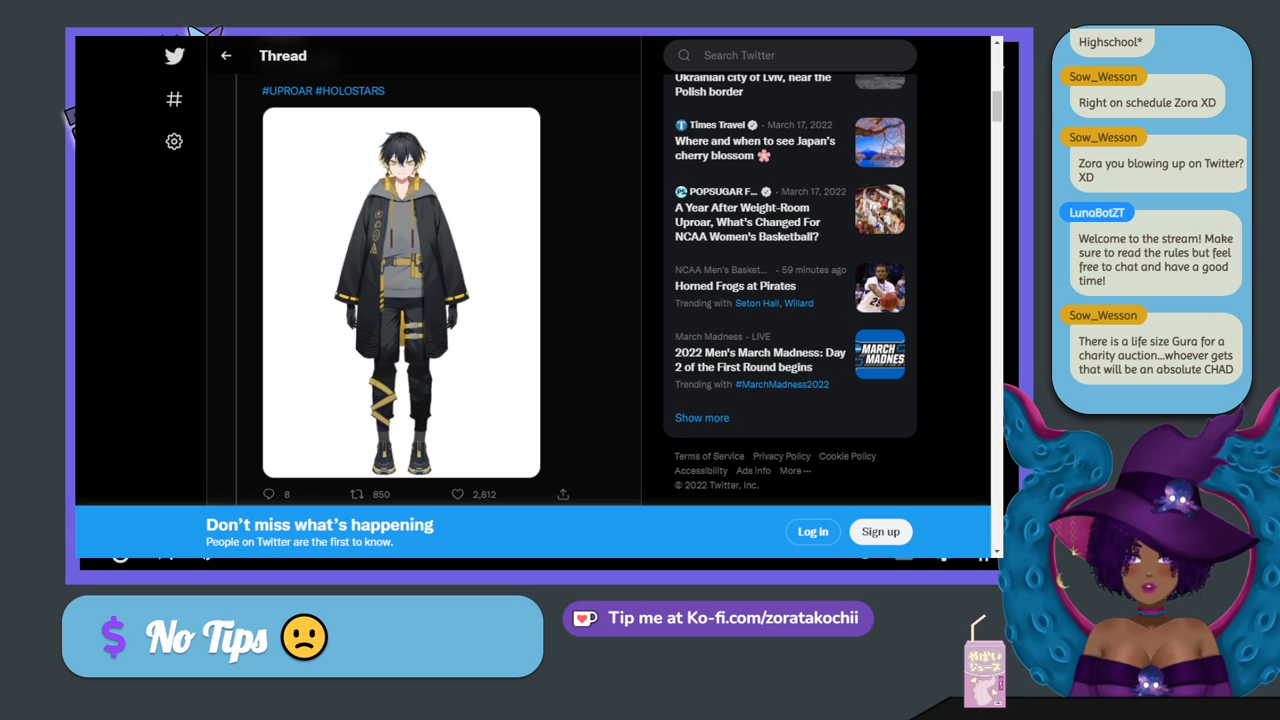 Thread
#UPROAR #HOLOSTARS
8
850
2,812
Search Twitter
Ukrainian city of Lviv, near the
Polish border
Times Travel · March 17, 2022
Where and when to see Japan's
cherry blossom 🌸
POPSUGAR F... · March 17, 2022
A Year After Weight-Room
Uproar, What's Changed For
NCAA Women's Basketball?
NCAA Men's Basket... · 59 minutes ago
Horned Frogs at Pirates
Trending with Seton Hall, Willard
March Madness · LIVE
2022 Men's March Madness: Day
2 of the First Round begins
Trending with #MarchMadness2022
MARCH
MADNES
Show more
Terms of Service Privacy Policy Cookie Policy
Accessibility Ads info More ···
© 2022 Twitter, Inc.
Don't miss what's happening
People on Twitter are the first to know.
Log in
Sign up
Highschool*
Sow_Wesson
Right on schedule Zora XD
Sow_Wesson
Zora you blowing up on Twitter?
XD
LunaBotZT
Welcome to the stream! Make
sure to read the rules but feel
free to chat and have a good
time!
Sow_Wesson
There is a life size Gura for a
charity auction...whoever gets
that will be an absolute CHAD
$ No Tips 🙁
Tip me at Ko-fi.com/zoratakochii
やばい
ジュース